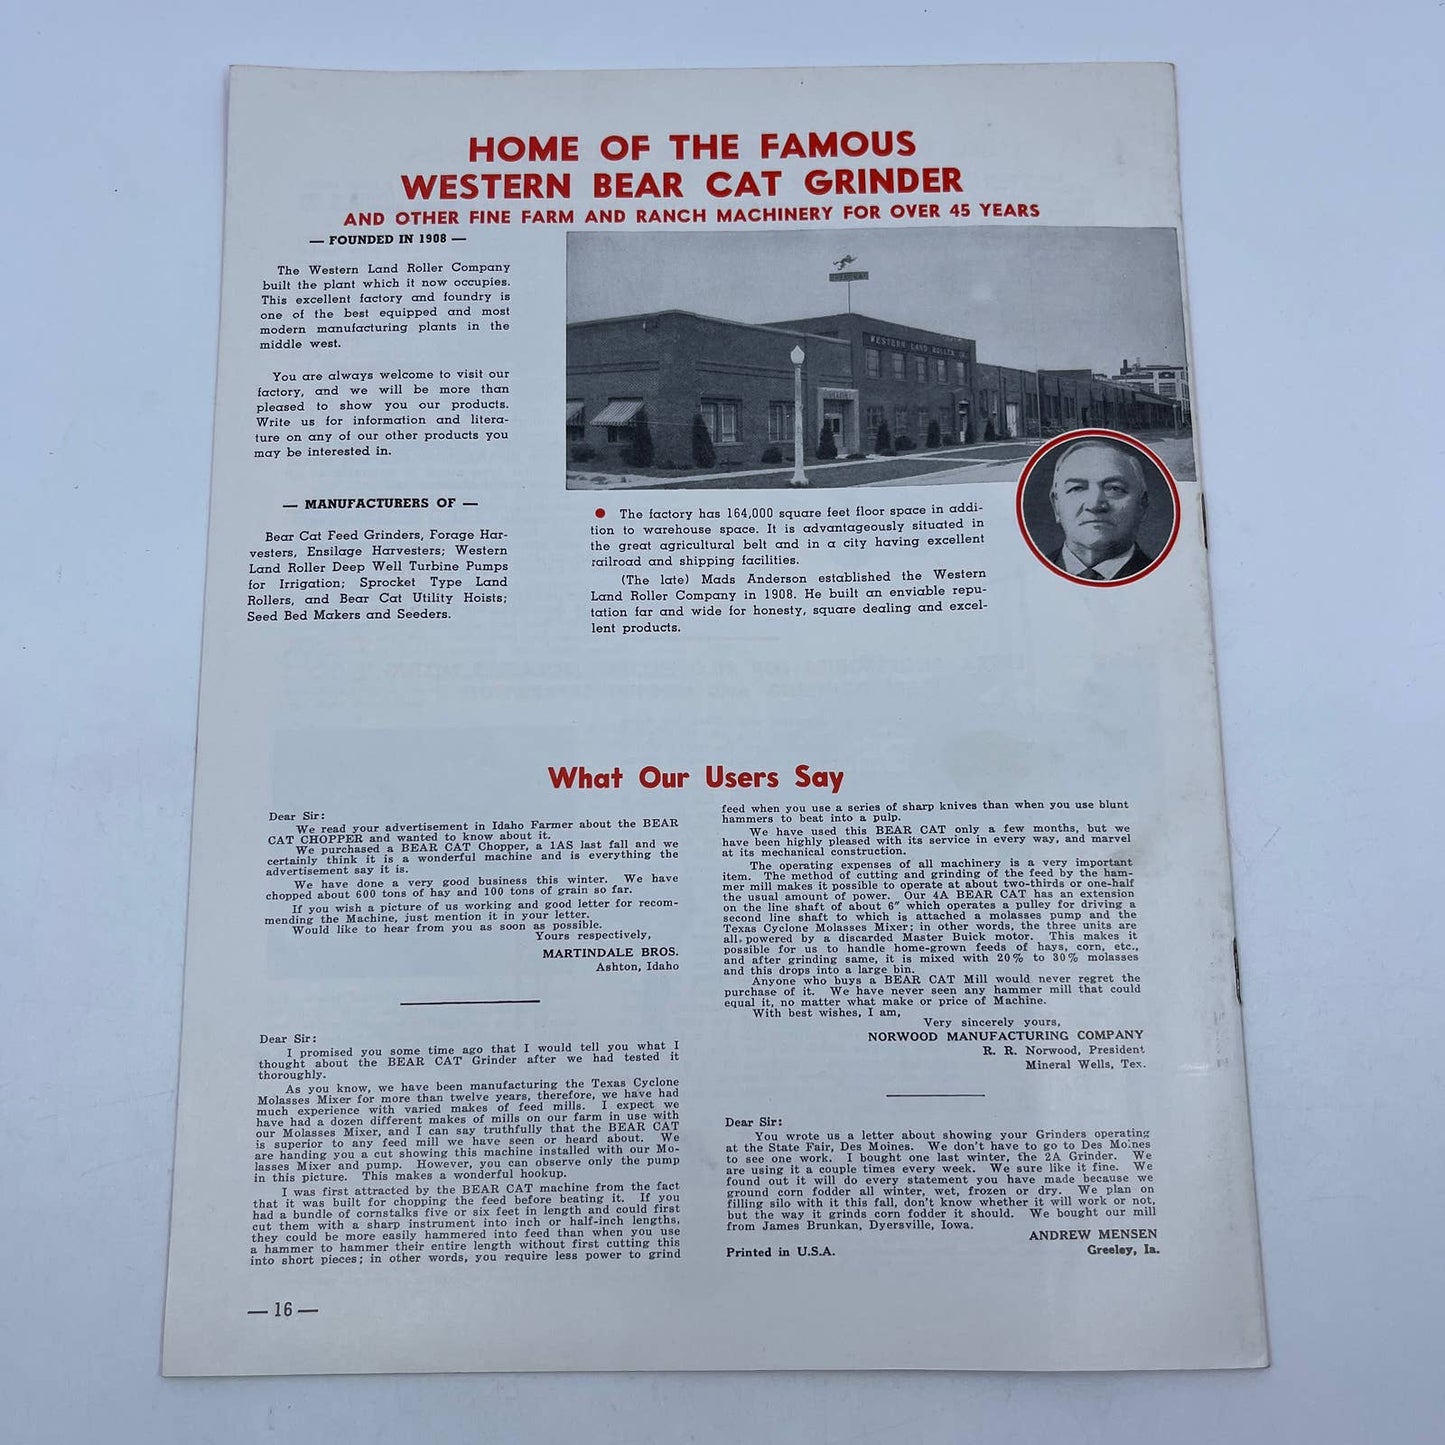 HOME OF THE FAMOUS
WESTERN BEAR CAT GRINDER
AND OTHER FINE FARM AND RANCH MACHINERY FOR OVER 45 YEARS
— FOUNDED IN 1908 —
The Western Land Roller Company
built the plant which it now occupies.
This excellent factory and foundry is
one of the best equipped and most
modern manufacturing plants in the
middle west.
You are always welcome to visit our
factory, and we will be more than
pleased to show you our products.
Write us for information and litera-
ture on any of our other products you
may be interested in.
— MANUFACTURERS OF —
Bear Cat Feed Grinders, Forage Har-
vesters, Ensilage Harvesters; Western
Land Roller Deep Well Turbine Pumps
for Irrigation; Sprocket Type Land
Rollers, and Bear Cat Utility Hoists;
Seed Bed Makers and Seeders.
WESTERN LAND ROLLER CO.
● The factory has 164,000 square feet floor space in addi-
tion to warehouse space. It is advantageously situated in
the great agricultural belt and in a city having excellent
railroad and shipping facilities.
(The late) Mads Anderson established the Western
Land Roller Company in 1908. He built an enviable repu-
tation far and wide for honesty, square dealing and excel-
lent products.
What Our Users Say
Dear Sir:
We read your advertisement in Idaho Farmer about the BEAR
CAT CHOPPER and wanted to know about it.
We purchased a BEAR CAT Chopper, a 1AS last fall and we
certainly think it is a wonderful machine and is everything the
advertisement say it is.
We have done a very good business this winter. We have
chopped about 600 tons of hay and 100 tons of grain so far.
If you wish a picture of us working and good letter for recom-
mending the Machine, just mention it in your letter.
Would like to hear from you as soon as possible.
Yours respectively,
MARTINDALE BROS.
Ashton, Idaho
Dear Sir:
I promised you some time ago that I would tell you what I
thought about the BEAR CAT Grinder after we had tested it
thoroughly.
As you know, we have been manufacturing the Texas Cyclone
Molasses Mixer for more than twelve years, therefore, we have had
much experience with varied makes of feed mills. I expect we
have had a dozen different makes of mills on our farm in use with
our Molasses Mixer, and I can say truthfully that the BEAR CAT
is superior to any feed mill we have seen or heard about. We
are handing you a cut showing this machine installed with our Mo-
lasses Mixer and pump. However, you can observe only the pump
in this picture. This makes a wonderful hookup.
I was first attracted by the BEAR CAT machine from the fact
that it was built for chopping the feed before beating it. If you
had a bundle of cornstalks five or six feet in length and could first
cut them with a sharp instrument into inch or half-inch lengths,
they could be more easily hammered into feed than when you use
a hammer to hammer their entire length without first cutting this
into short pieces; in other words, you require less power to grind
feed when you use a series of sharp knives than when you use blunt
hammers to beat into a pulp.
We have used this BEAR CAT only a few months, but we
have been highly pleased with its service in every way, and marvel
at its mechanical construction.
The operating expenses of all machinery is a very important
item. The method of cutting and grinding of the feed by the ham-
mer mill makes it possible to operate at about two-thirds or one-half
the usual amount of power. Our 4A BEAR CAT has an extension
on the line shaft of about 6" which operates a pulley for driving a
second line shaft to which is attached a molasses pump and the
Texas Cyclone Molasses Mixer; in other words, the three units are
all powered by a discarded Master Buick motor. This makes it
possible for us to handle home-grown feeds of hays, corn, etc.,
and after grinding same, it is mixed with 20% to 30% molasses
and this drops into a large bin.
Anyone who buys a BEAR CAT Mill would never regret the
purchase of it. We have never seen any hammer mill that could
equal it, no matter what make or price of Machine.
With best wishes, I am,
Very sincerely yours,
NORWOOD MANUFACTURING COMPANY
R. R. Norwood, President
Mineral Wells, Tex.
Dear Sir:
You wrote us a letter about showing your Grinders operating
at the State Fair, Des Moines. We don't have to go to Des Moines
to see one work. I bought one last winter, the 2A Grinder. We
are using it a couple times every week. We sure like it fine. We
found out it will do every statement you have made because we
ground corn fodder all winter, wet, frozen or dry. We plan on
filling silo with it this fall, don't know whether it will work or not,
but the way it grinds corn fodder it should. We bought our mill
from James Brunkan, Dyersville, Iowa.
ANDREW MENSEN
Greeley, Ia.
Printed in U.S.A.
— 16 —